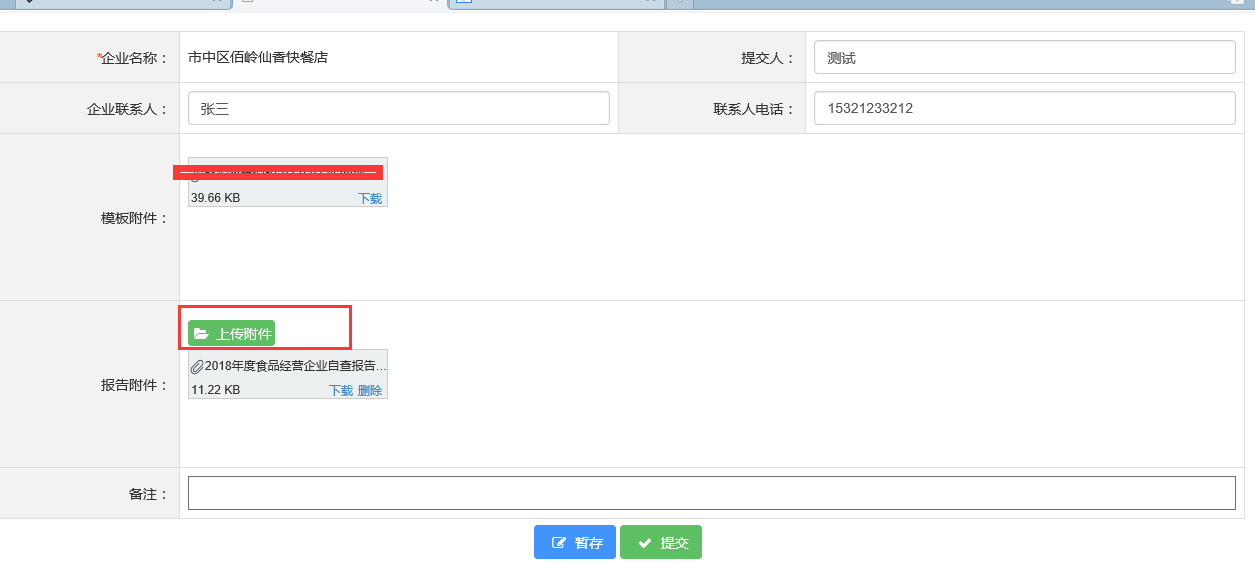 *企业名称：
市中区佰岭仙香快餐店
提交人：
测试
企业联系人：
张三
联系人电话：
15321233212
模板附件：
39.66 KB
下载
报告附件：
上传附件
2018年度食品经营企业自查报告...
11.22 KB
下载 删除
备注：
暂存
提交